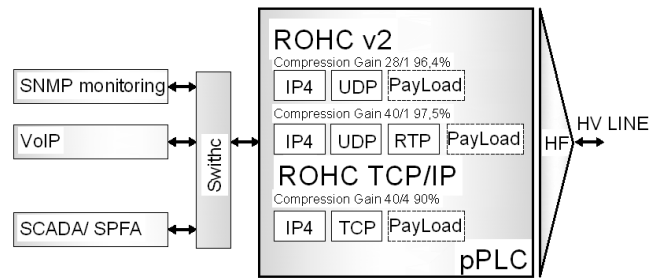 ROHC v2
Compression Gain 28/1 96,4%
IP4 UDP PayLoad
Compression Gain 40/1 97,5%
IP4 UDP RTP PayLoad
ROHC TCP/IP
Compression Gain 40/4 90%
IP4 TCP PayLoad
pPLC
SNMP monitoring
VoIP
SCADA/ SPFA
Swithc
HF
HV LINE